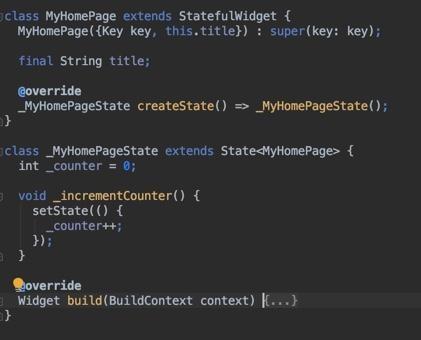 class MyHomePage extends StatefulWidget {
  MyHomePage({Key key, this.title}) : super(key: key);

  final String title;

  @override
  _MyHomePageState createState() => _MyHomePageState();
}

class _MyHomePageState extends State<MyHomePage> {
  int _counter = 0;

  void _incrementCounter() {
    setState(() {
      _counter++;
    });
  }

  @override
  Widget build(BuildContext context) {...}
}